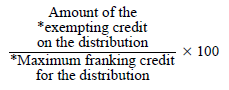 Amount of the
*exempting credit
on the distribution
*Maximum franking credit × 100
for the distribution